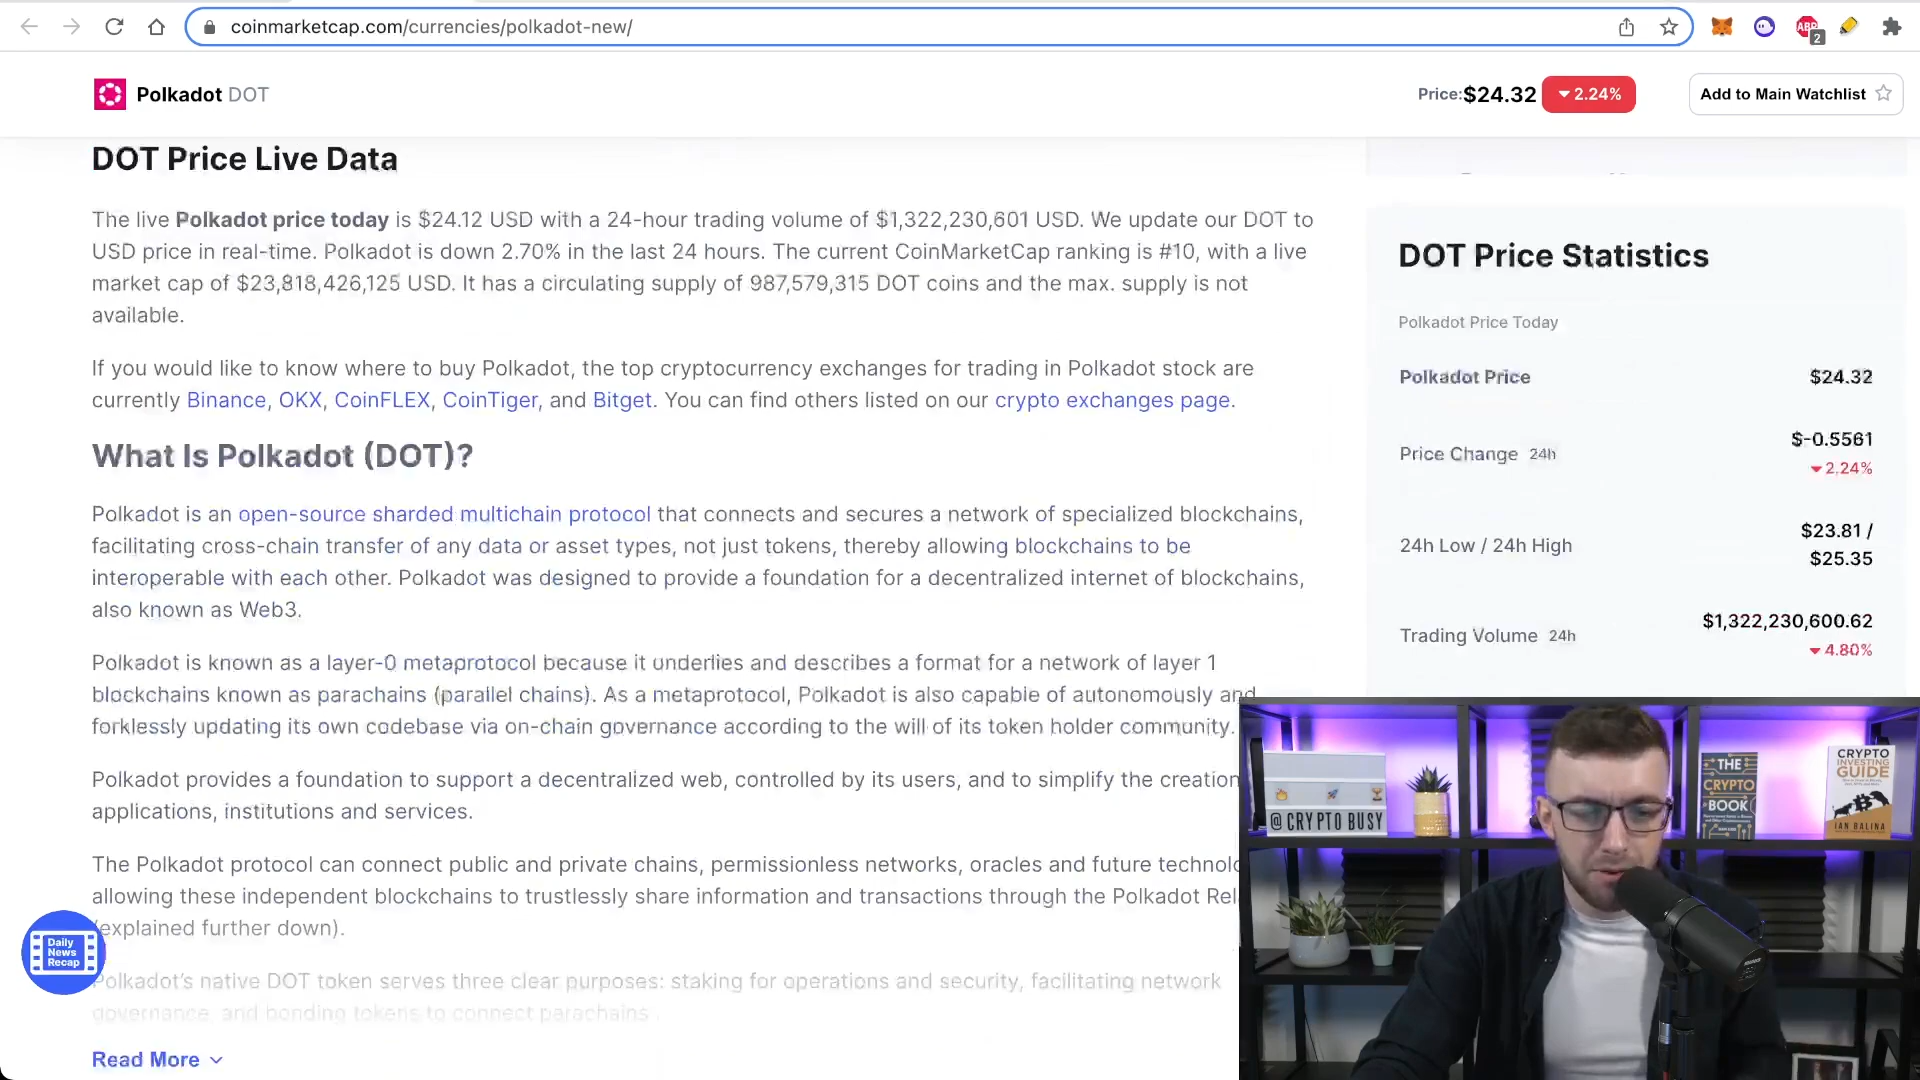 coinmarketcap.com/currencies/polkadot-new/
ABP
2
Polkadot DOT
Price:$24.32
2.24%
Add to Main Watchlist
DOT Price Live Data
The live Polkadot price today is $24.12 USD with a 24-hour trading volume of $1,322,230,601 USD. We update our DOT to
USD price in real-time. Polkadot is down 2.70% in the last 24 hours. The current CoinMarketCap ranking is #10, with a live
market cap of $23,818,426,125 USD. It has a circulating supply of 987,579,315 DOT coins and the max. supply is not
available.
If you would like to know where to buy Polkadot, the top cryptocurrency exchanges for trading in Polkadot stock are
currently Binance, OKX, CoinFLEX, CoinTiger, and Bitget. You can find others listed on our crypto exchanges page.
What Is Polkadot (DOT)?
Polkadot is an open-source sharded multichain protocol that connects and secures a network of specialized blockchains,
facilitating cross-chain transfer of any data or asset types, not just tokens, thereby allowing blockchains to be
interoperable with each other. Polkadot was designed to provide a foundation for a decentralized internet of blockchains,
also known as Web3.
Polkadot is known as a layer-0 metaprotocol because it underlies and describes a format for a network of layer 1
blockchains known as parachains (parallel chains). As a metaprotocol, Polkadot is also capable of autonomously and
forklessly updating its own codebase via on-chain governance according to the will of its token holder community.
Polkadot provides a foundation to support a decentralized web, controlled by its users, and to simplify the creation
applications, institutions and services.
The Polkadot protocol can connect public and private chains, permissionless networks, oracles and future technolo
allowing these independent blockchains to trustlessly share information and transactions through the Polkadot Rel
(explained further down).
Polkadot's native DOT token serves three clear purposes: staking for operations and security, facilitating network
governance, and bonding tokens to connect parachains.
Read More
Daily
News
Recap
DOT Price Statistics
Polkadot Price Today
Polkadot Price
$24.32
Price Change 24h
$-0.5561
2.24%
24h Low / 24h High
$23.81 /
$25.35
Trading Volume 24h
$1,322,230,600.62
4.80%
@CRYPTO BUSY
THE
CRYPTO
BOOK
CRYPTO
INVESTING
GUIDE
IAN BALINA